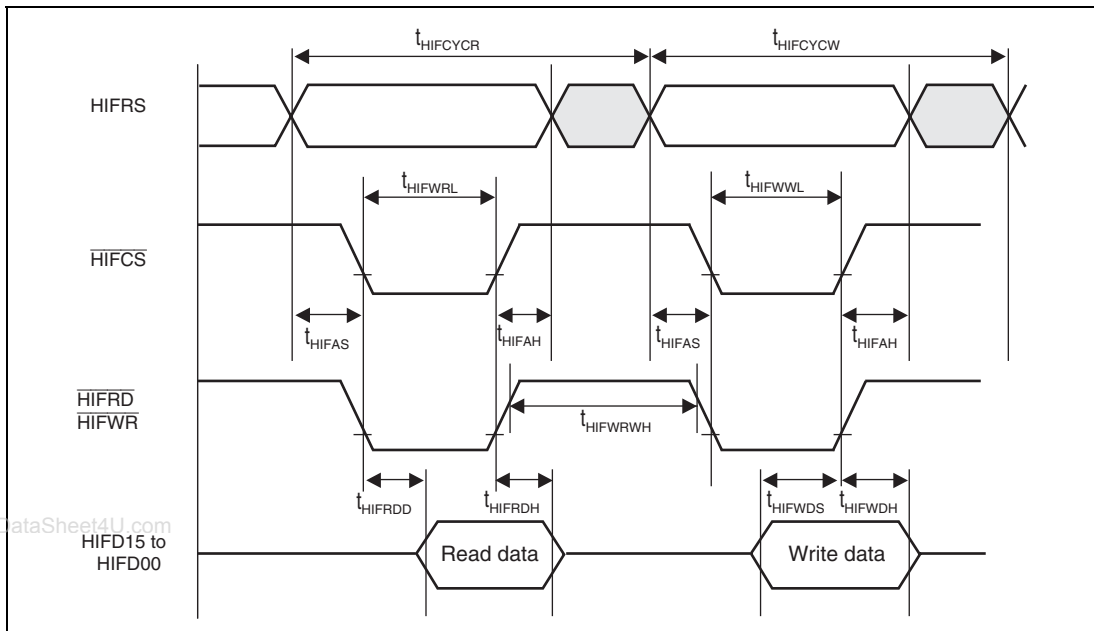 tHIFCYCR
tHIFCYCW
HIFRS
tHIFWRL
tHIFWWL
HIFCS
tHIFAS
tHIFAH
tHIFAS
tHIFAH
HIFRD
HIFWR
tHIFWRWH
tHIFRDD
tHIFRDH
tHIFWDS
tHIFWDH
DataSheet4U.com
HIFD15 to
HIFD00
Read data
Write data